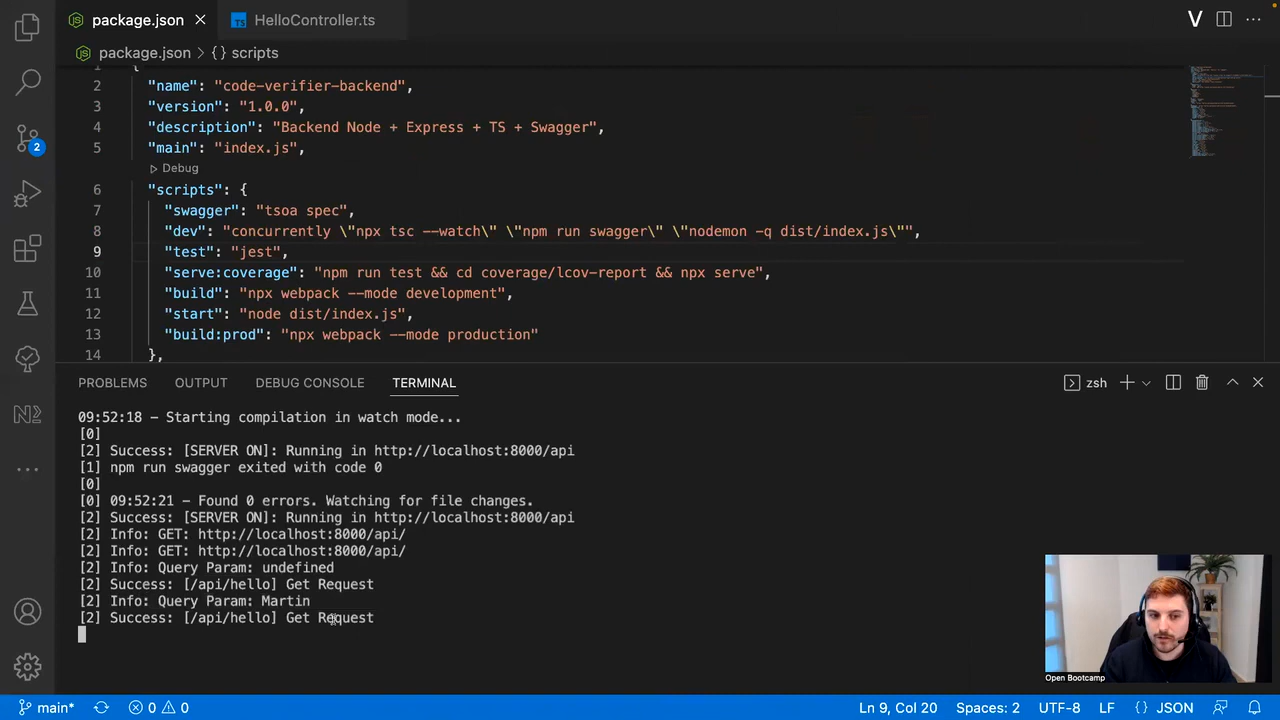 package.json
TS HelloController.ts
package.json > {} scripts
1 {
2 "name": "code-verifier-backend",
3 "version": "1.0.0",
4 "description": "Backend Node + Express + TS + Swagger",
5 "main": "index.js",
Debug
6 "scripts": {
7 "swagger": "tsoa spec",
8 "dev": "concurrently \"npx tsc --watch\" \"npm run swagger\" \"nodemon -q dist/index.js\"",
9 "test": "jest",
10 "serve:coverage": "npm run test && cd coverage/lcov-report && npx serve",
11 "build": "npx webpack --mode development",
12 "start": "node dist/index.js",
13 "build:prod": "npx webpack --mode production"
14 },
2
PROBLEMS OUTPUT DEBUG CONSOLE TERMINAL
zsh
09:52:18 - Starting compilation in watch mode...
[0]
[2] Success: [SERVER ON]: Running in http://localhost:8000/api
[1] npm run swagger exited with code 0
[0]
[0] 09:52:21 - Found 0 errors. Watching for file changes.
[2] Success: [SERVER ON]: Running in http://localhost:8000/api
[2] Info: GET: http://localhost:8000/api/
[2] Info: GET: http://localhost:8000/api/
[2] Info: Query Param: undefined
[2] Success: [/api/hello] Get Request
[2] Info: Query Param: Martin
[2] Success: [/api/hello] Get Request
Open Bootcamp
main* 0 0 Ln 9, Col 20 Spaces: 2 UTF-8 LF {} JSON